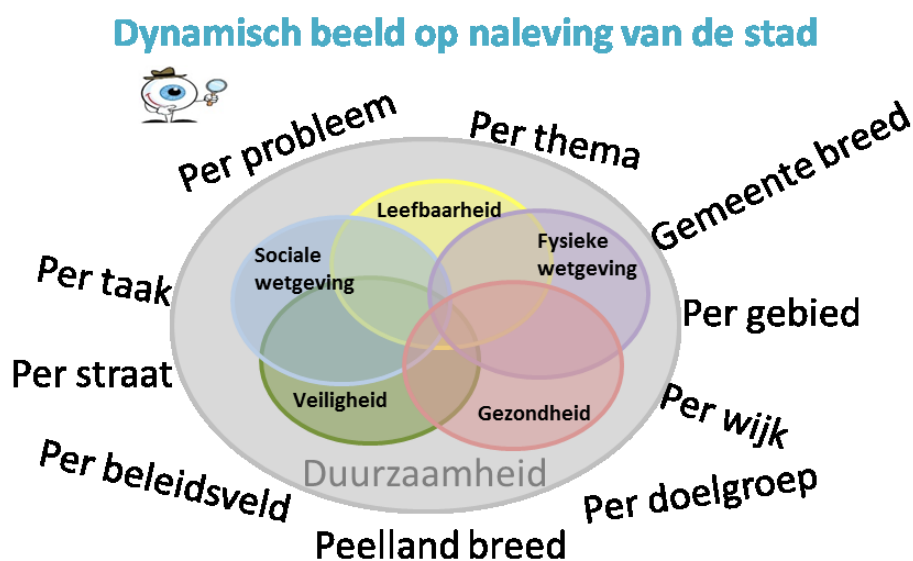 Dynamisch beeld op naleving van de stad
Per probleem
Per thema
Gemeente breed
Leefbaarheid
Sociale
wetgeving
Fysieke
wetgeving
Per taak
Per gebied
Per straat
Veiligheid
Gezondheid
Per wijk
Duurzaamheid
Per beleidsveld
Per doelgroep
Peelland breed